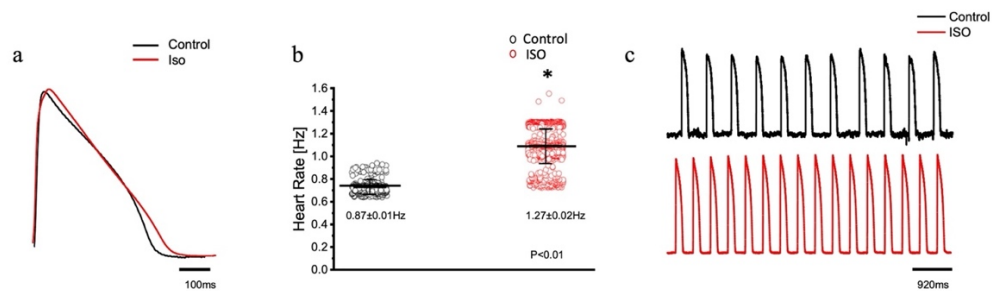 a
Control
Iso
100ms
b
Control
ISO
*
Heart Rate [Hz]
1.6
1.4
1.2
1.0
0.8
0.6
0.4
0.2
0.0
0.87±0.01Hz
1.27±0.02Hz
P<0.01
c
Control
ISO
920ms